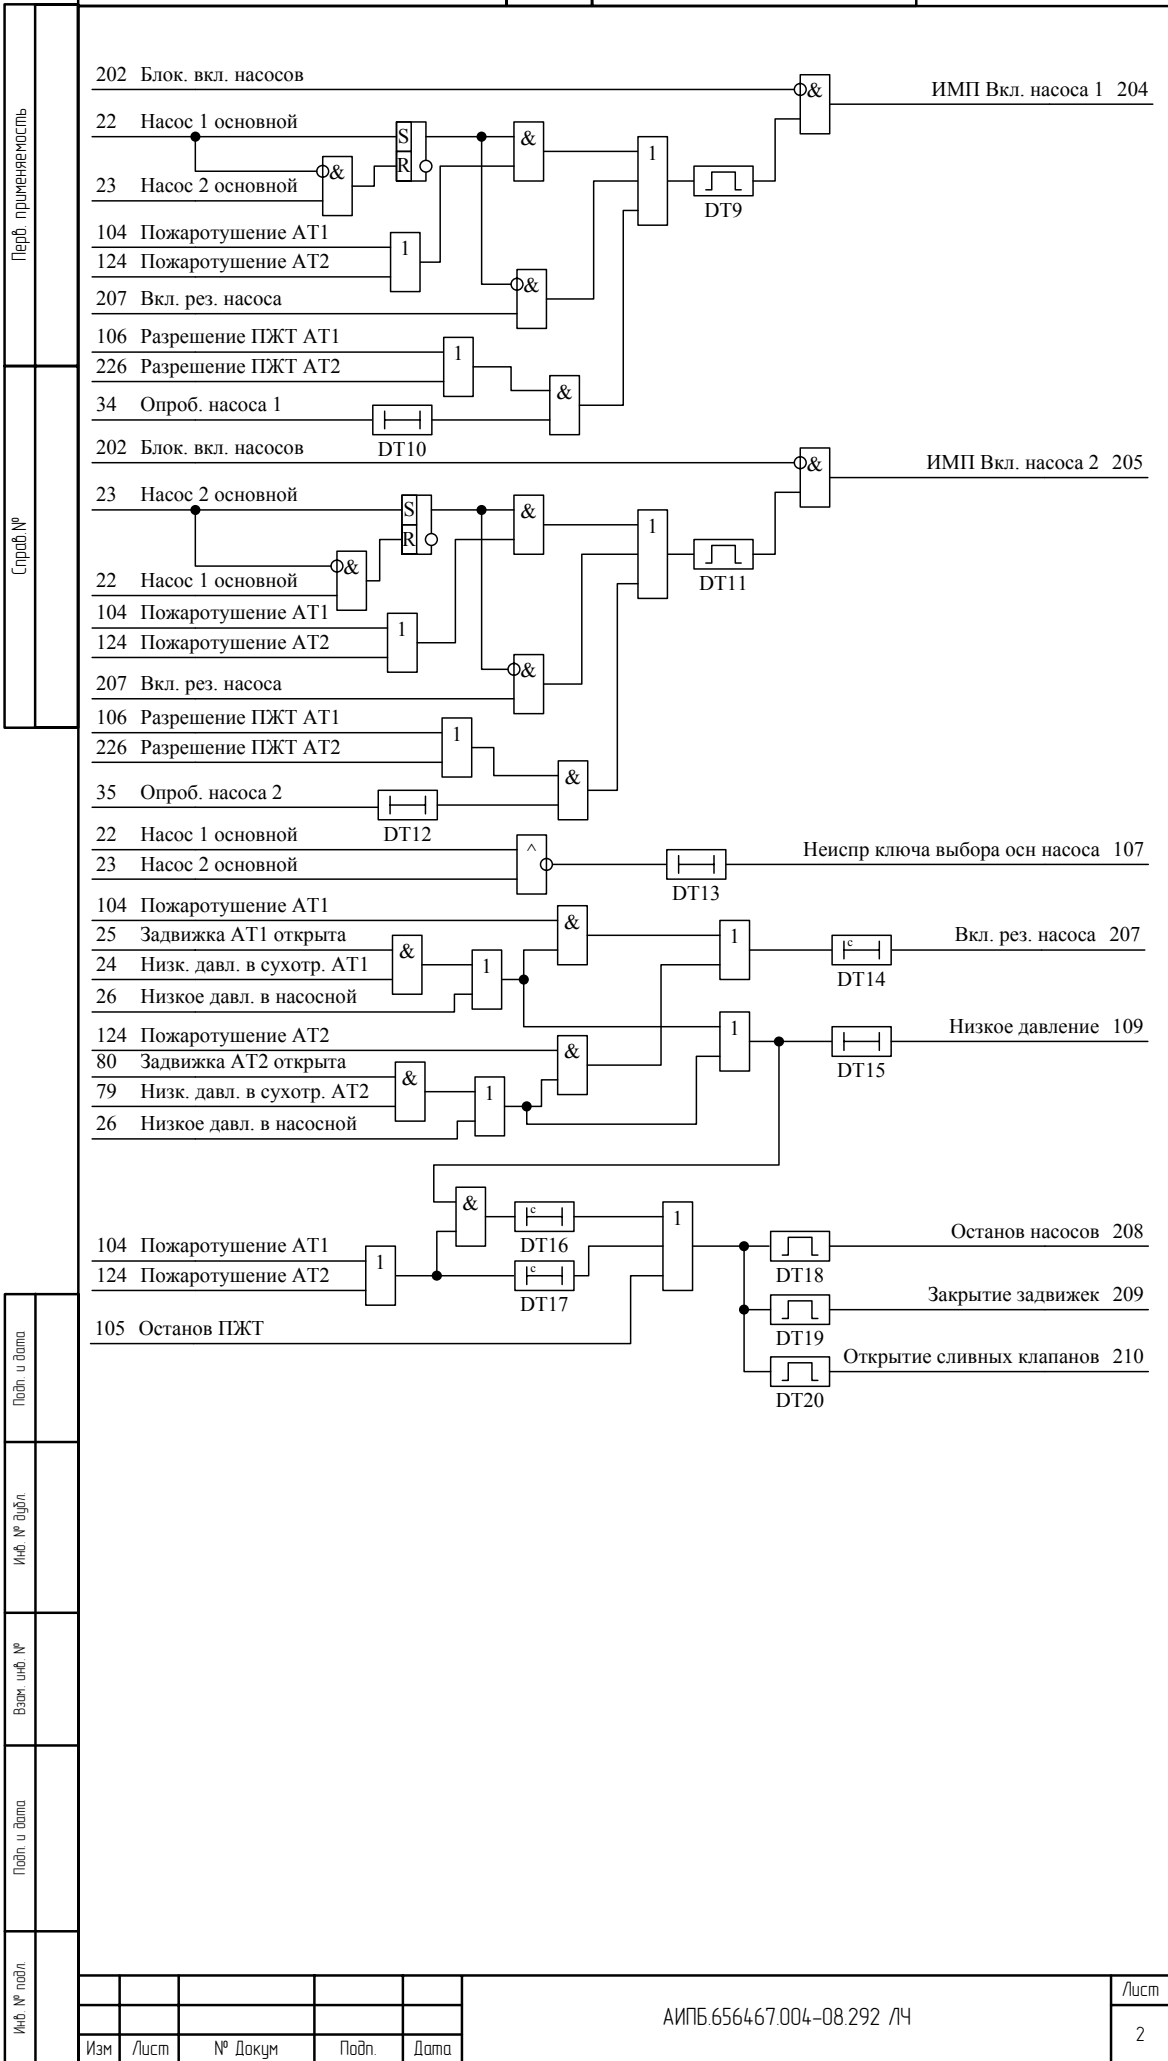 202 Блок. вкл. насосов
&
ИМП Вкл. насоса 1 204
22 Насос 1 основной
S
R
&
1
&
23 Насос 2 основной
DT9
104 Пожаротушение АТ1
1
124 Пожаротушение АТ2
&
207 Вкл. рез. насоса
106 Разрешение ПЖТ АТ1
1
226 Разрешение ПЖТ АТ2
&
34 Опроб. насоса 1
DT10
202 Блок. вкл. насосов
&
ИМП Вкл. насоса 2 205
23 Насос 2 основной
S
R
&
1
&
22 Насос 1 основной
DT11
104 Пожаротушение АТ1
1
124 Пожаротушение АТ2
&
207 Вкл. рез. насоса
106 Разрешение ПЖТ АТ1
1
226 Разрешение ПЖТ АТ2
&
35 Опроб. насоса 2
DT12
22 Насос 1 основной
^
Неиспр ключа выбора осн насоса 107
23 Насос 2 основной
DT13
104 Пожаротушение АТ1
&
25 Задвижка АТ1 открыта
&
1
1
c
Вкл. рез. насоса 207
24 Низк. давл. в сухотр. АТ1
DT14
26 Низкое давл. в насосной
1
Низкое давление 109
124 Пожаротушение АТ2
&
80 Задвижка АТ2 открыта
DT15
&
1
79 Низк. давл. в сухотр. АТ2
26 Низкое давл. в насосной
&
c
1
DT16
104 Пожаротушение АТ1
1
Останов насосов 208
124 Пожаротушение АТ2
c
DT18
DT17
Закрытие задвижек 209
105 Останов ПЖТ
DT19
Открытие сливных клапанов 210
DT20
Перв. применяемость
Справ.№
Подп. и дата
Инв. № дубл.
Взам. инв. №
Подп. и дата
Инв. № подл.
Изм Лист № Докум Подп. Дата
АИПБ.656467.004-08.292 ЛЧ
Лист
2